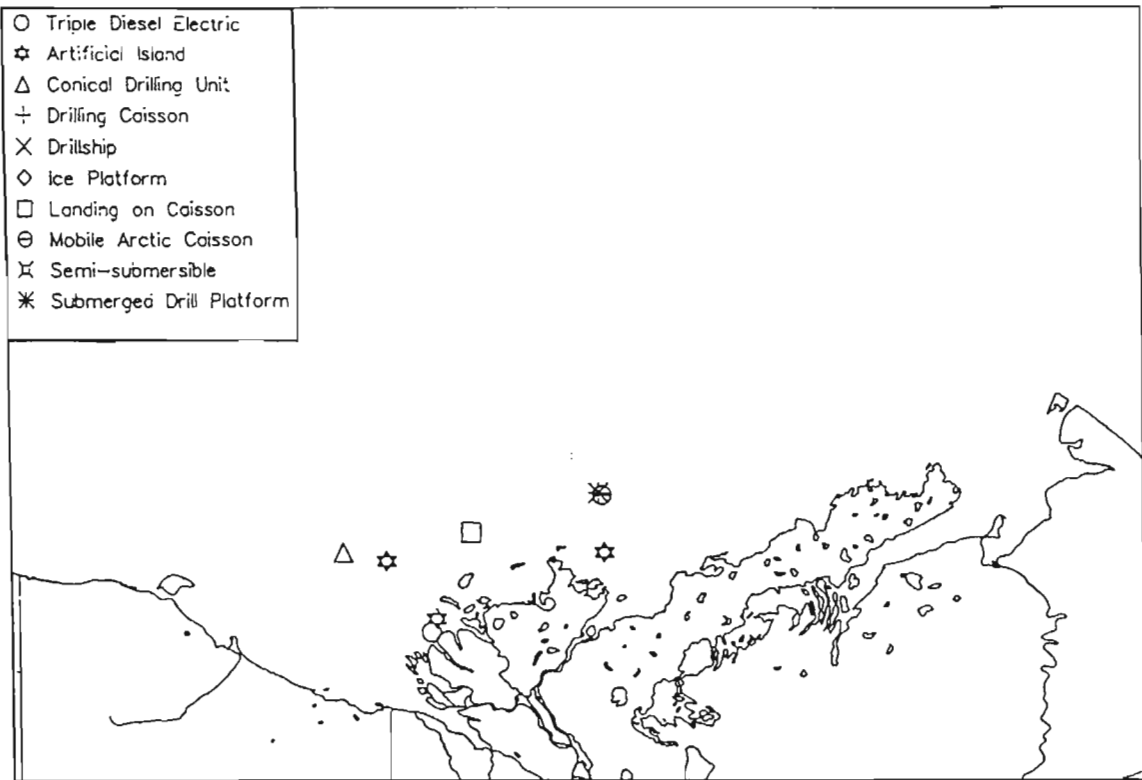 Triple Diesel Electric
Artificial Island
Conical Drilling Unit
Drilling Caisson
Drillship
Ice Platform
Landing on Caisson
Mobile Arctic Caisson
Semi-submersible
Submerged Drill Platform